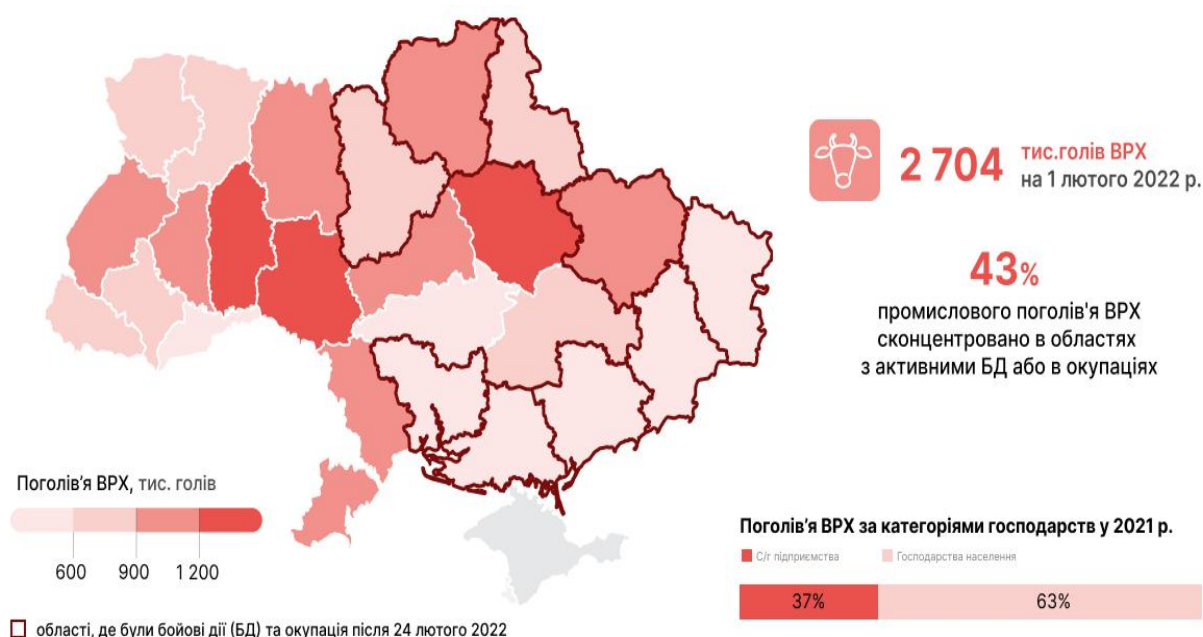 2 704
тис.голів ВРХ
на 1 лютого 2022 р.
43%
промислового поголів'я ВРХ
сконцентровано в областях
з активними БД або в окупаціях
Поголів'я ВРХ, тис. голів
600 900 1 200
області, де були бойові дії (БД) та окупація після 24 лютого 2022
Поголів'я ВРХ за категоріями господарств у 2021 р.
С/г підприємства Господарства населення
37% 63%